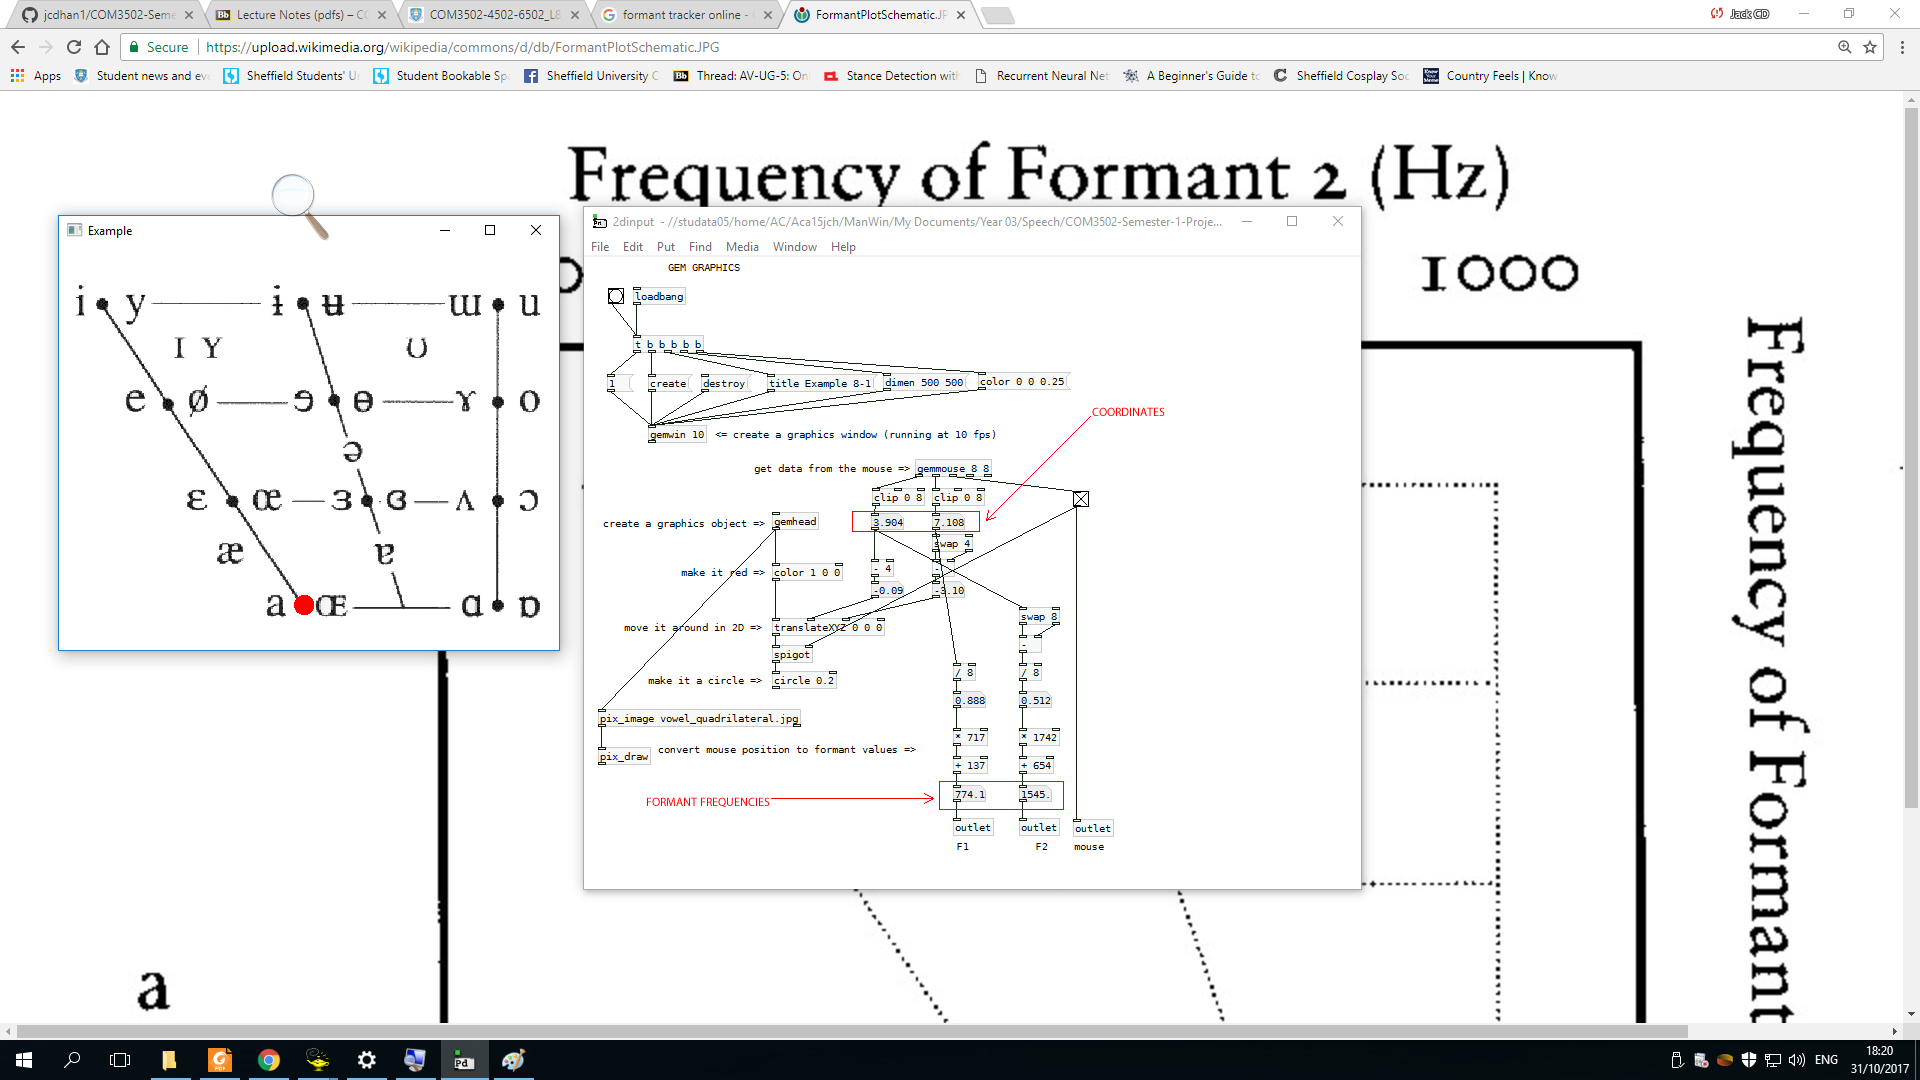 jcdhan1/COM3502-Seme
Lecture Notes (pdfs) – CO
COM3502-4502-6502_L8
formant tracker online -
FormantPlotSchematic.JP
Jack CD
Secure
https://upload.wikimedia.org/wikipedia/commons/d/db/FormantPlotSchematic.JPG
Apps
Student news and eve
Sheffield Students' U
Student Bookable Sp
Sheffield University C
Thread: AV-UG-5: On
Stance Detection with
Recurrent Neural Net
A Beginner's Guide to
Sheffield Cosplay Soc
Country Feels | Know
Frequency of Formant 2 (Hz)
1000
Frequency of Formant
a
Example
i y ɨ ʉ ɯ u
ɪ ʏ ʊ
e ø ɘ ɵ ɤ o
ə
ɛ œ ɜ ɞ ʌ ɔ
æ ɐ
a Œ ɑ ɒ
2dinput - //studata05/home/AC/Aca15jch/ManWin/My Documents/Year 03/Speech/COM3502-Semester-1-Proje...
File Edit Put Find Media Window Help
GEM GRAPHICS
loadbang
t b b b b b
1 create destroy title Example 8-1 dimen 500 500 color 0 0 0.25
gemwin 10 <= create a graphics window (running at 10 fps)
COORDINATES
get data from the mouse => gemmouse 8 8
clip 0 8 clip 0 8
create a graphics object => gemhead
3.904 7.108
swap 4
make it red => color 1 0 0
- 4 -
-0.09 -3.10
move it around in 2D => translateXYZ 0 0 0
swap 8
spigot
-
make it a circle => circle 0.2
/ 8 / 8
0.888 0.512
pix_image vowel_quadrilateral.jpg
* 717 * 1742
pix_draw convert mouse position to formant values =>
+ 137 + 654
FORMANT FREQUENCIES
774.1 1545.
outlet outlet outlet
F1 F2 mouse
ENG
18:20
31/10/2017